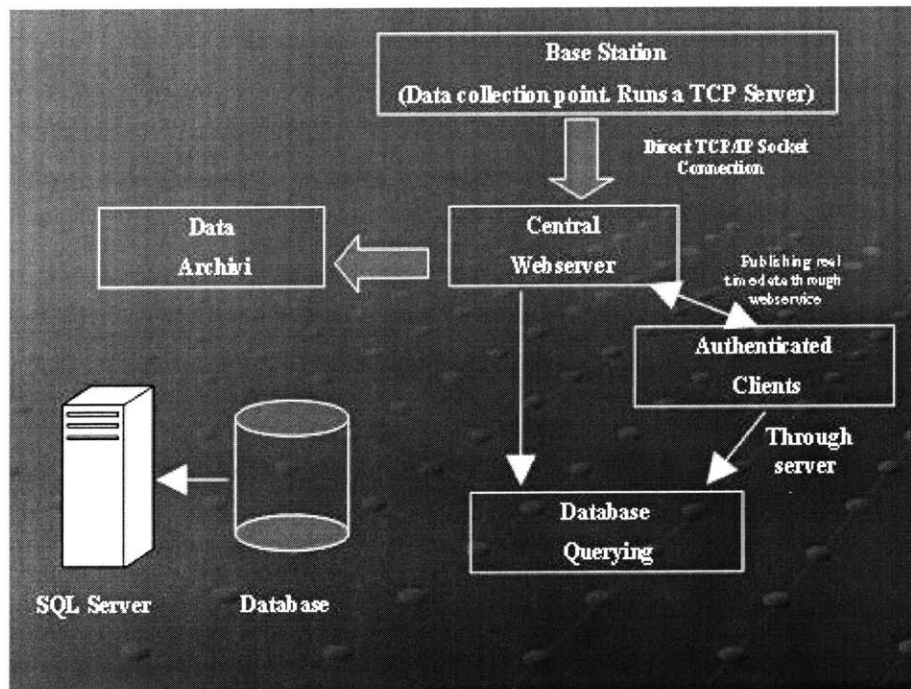 Base Station
(Data collection point. Runs a TCP Server)
Direct TCP/IP Socket
Connection
Data
Archivi
Central
Webserver
Publishing real
time data through
webservice
Authenticated
Clients
Through
server
Database
Querying
SQL Server
Database